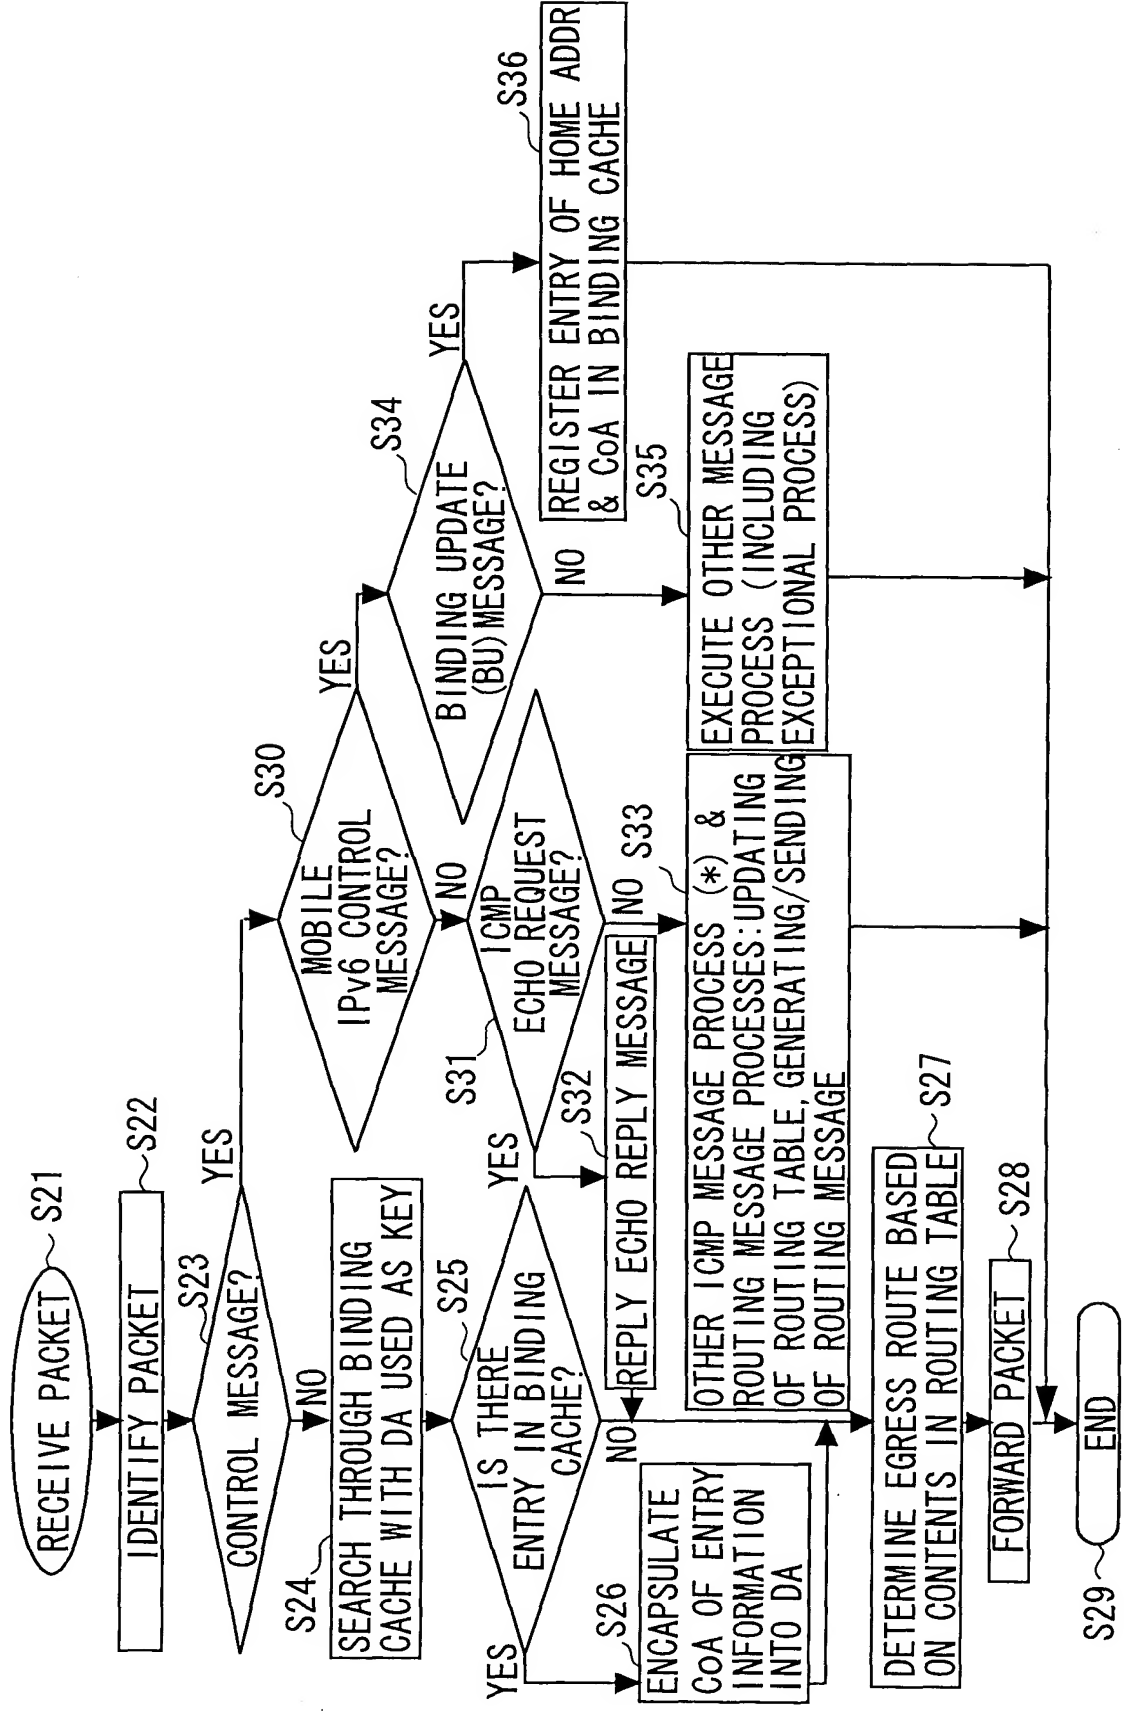 RECEIVE PACKET
S21
IDENTIFY PACKET
S22
CONTROL MESSAGE?
S23
YES
NO
SEARCH THROUGH BINDING
CACHE WITH DA USED AS KEY
S24
IS THERE
ENTRY IN BINDING
CACHE?
S25
YES
NO
ENCAPSULATE
CoA OF ENTRY
INFORMATION
INTO DA
S26
DETERMINE EGRESS ROUTE BASED
ON CONTENTS IN ROUTING TABLE
S27
FORWARD PACKET
S28
END
S29
MOBILE
IPv6 CONTROL
MESSAGE?
S30
YES
NO
ICMP
ECHO REQUEST
MESSAGE?
S31
YES
NO
REPLY ECHO REPLY MESSAGE
S32
OTHER ICMP MESSAGE PROCESS (*) &
ROUTING MESSAGE PROCESSES:UPDATING
OF ROUTING TABLE,GENERATING/SENDING
OF ROUTING MESSAGE
S33
BINDING UPDATE
(BU)MESSAGE?
S34
YES
NO
EXECUTE OTHER MESSAGE
PROCESS (INCLUDING
EXCEPTIONAL PROCESS)
S35
REGISTER ENTRY OF HOME ADDR
& CoA IN BINDING CACHE
S36